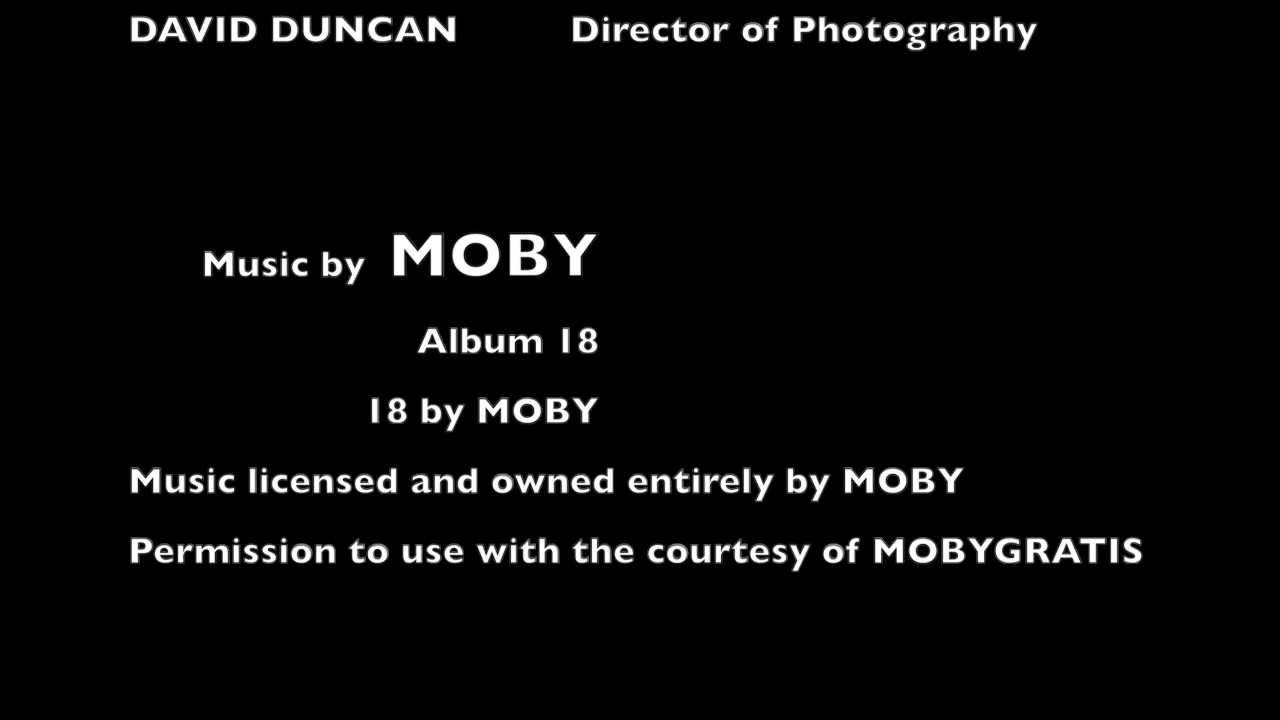 DAVID DUNCAN Director of Photography
Music by MOBY
Album 18
18 by MOBY
Music licensed and owned entirely by MOBY
Permission to use with the courtesy of MOBYGRATIS